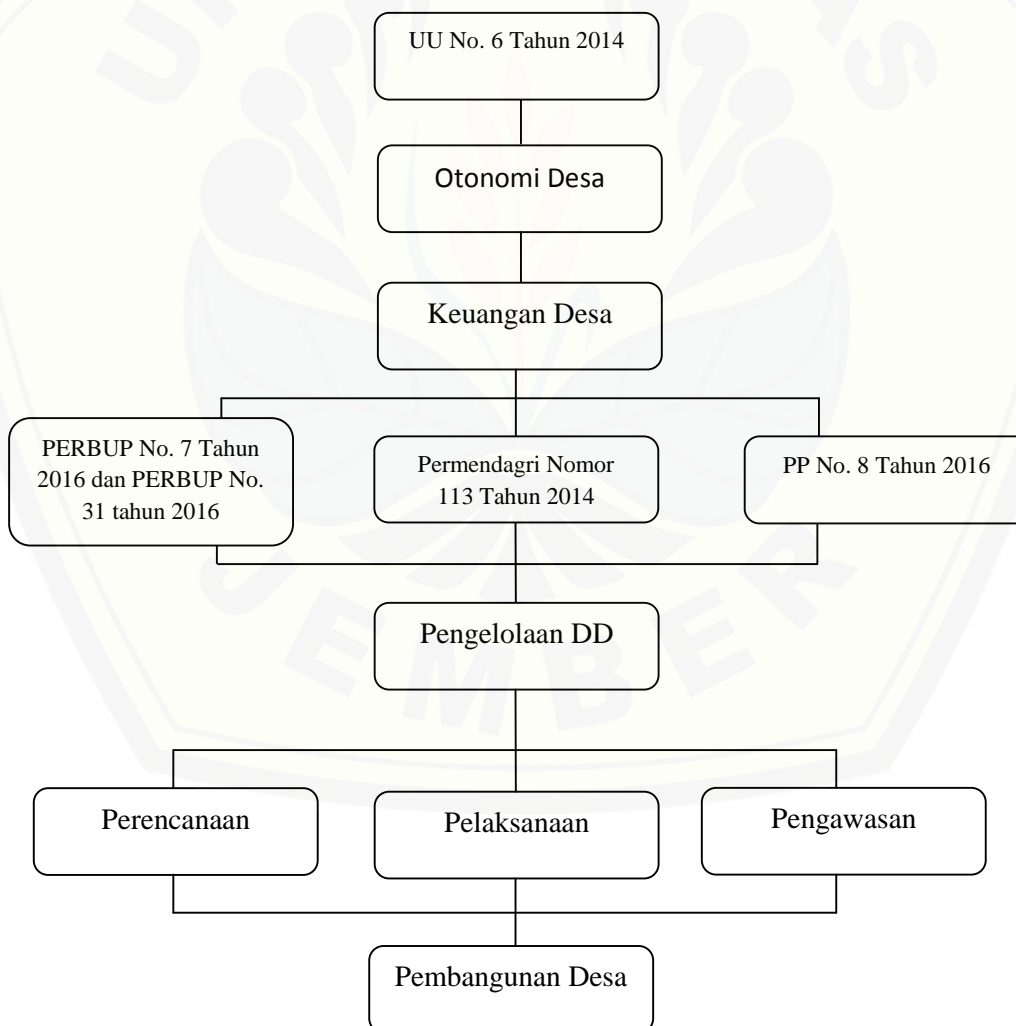 UU No. 6 Tahun 2014
Otonomi Desa
Keuangan Desa
PERBUP No. 7 Tahun
2016 dan PERBUP No.
31 tahun 2016
Permendagri Nomor
113 Tahun 2014
PP No. 8 Tahun 2016
Pengelolaan DD
Perencanaan
Pelaksanaan
Pengawasan
Pembangunan Desa
JEMBER